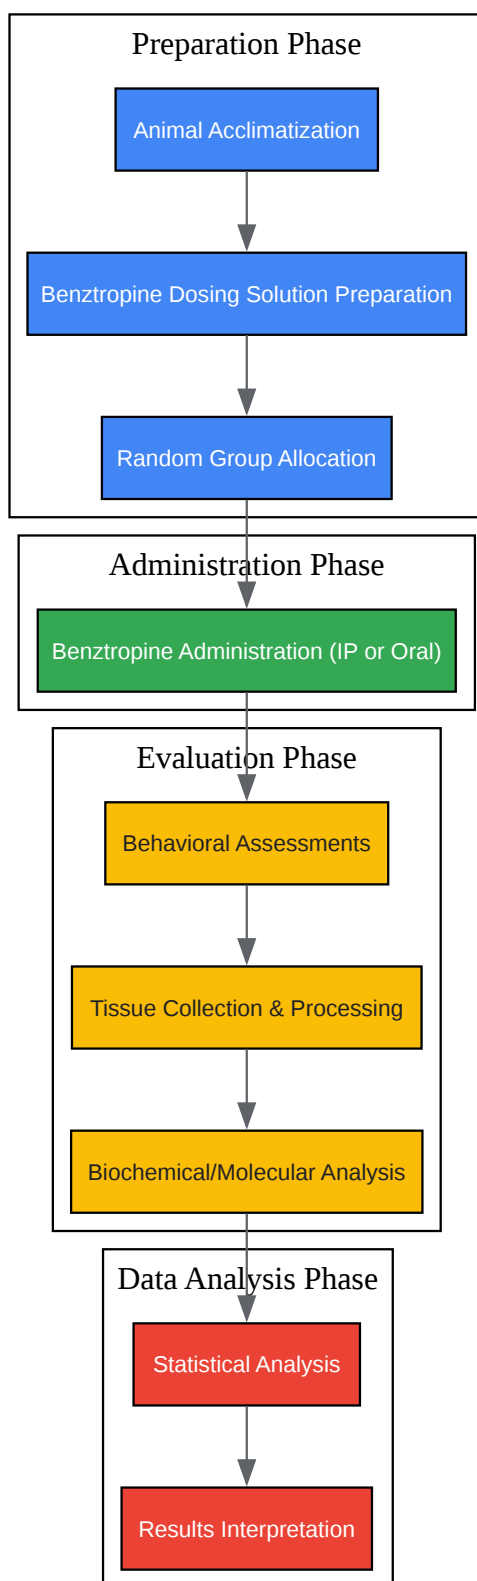 Preparation Phase
Animal Acclimatization
Benztropine Dosing Solution Preparation
Random Group Allocation
Administration Phase
Benztropine Administration (IP or Oral)
Evaluation Phase
Behavioral Assessments
Tissue Collection & Processing
Biochemical/Molecular Analysis
Data Analysis Phase
Statistical Analysis
Results Interpretation